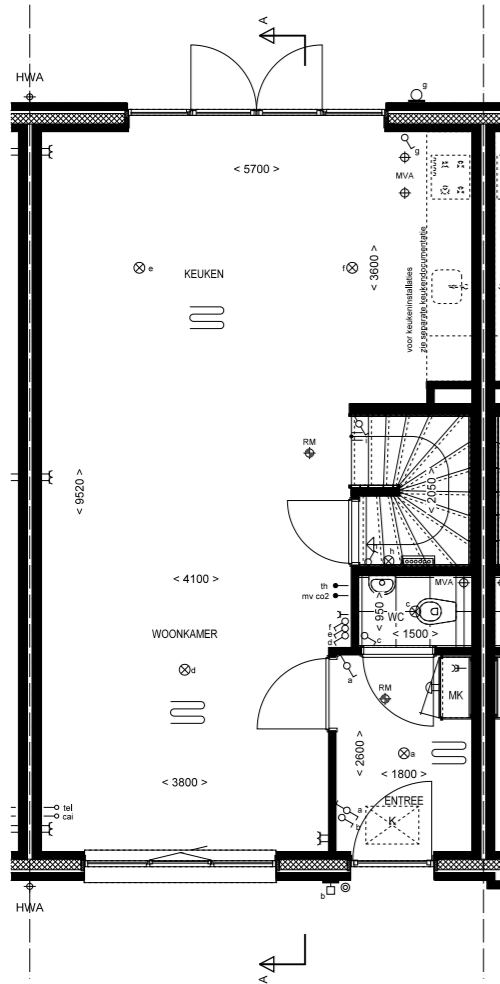 A
HWA
g
g
< 5700 >
MVA
e
KEUKEN
f
< 3600 >
voor keukeninstallaties
zie separate keukendocumentatie
RM
< 9520 >
< 2050 >
h
< 4100 >
th
mv co2
MVA
< 950 >
c
WC
< 1500 >
f
e
d
c
WOONKAMER
a
d
RM
MK
< 2600 >
a
< 1800 >
< 3800 >
ENTREE
tel
cai
a
b
K
HWA
b
A